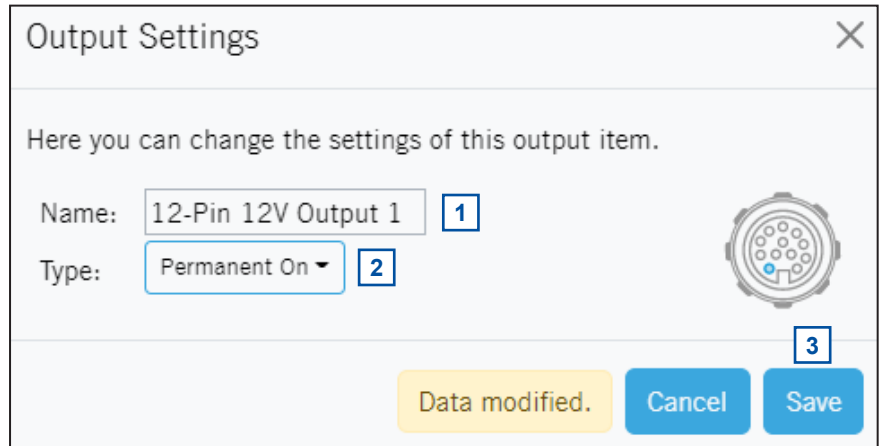 Output Settings
Here you can change the settings of this output item.
Name: 12-Pin 12V Output 1 1
Type: Permanent On 2
3
Data modified. Cancel Save